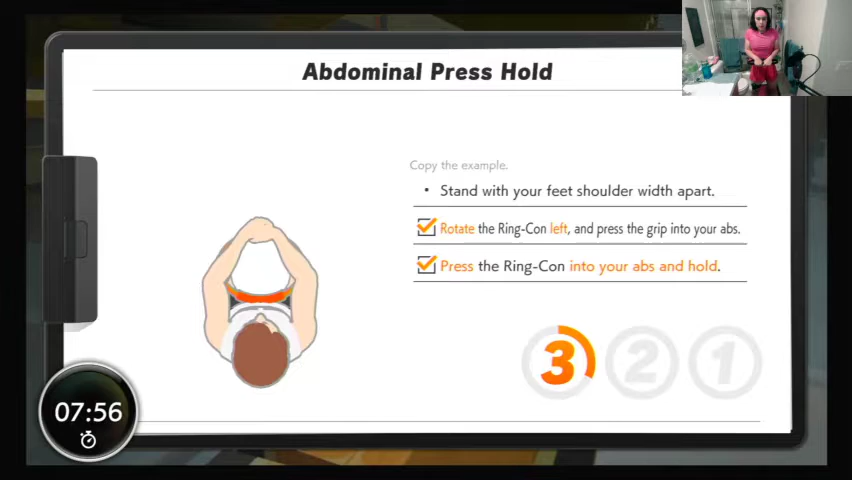 Abdominal Press Hold
Copy the example.
• Stand with your feet shoulder width apart.
Rotate the Ring-Con left, and press the grip into your abs.
Press the Ring-Con into your abs and hold.
3 2 1
07:56